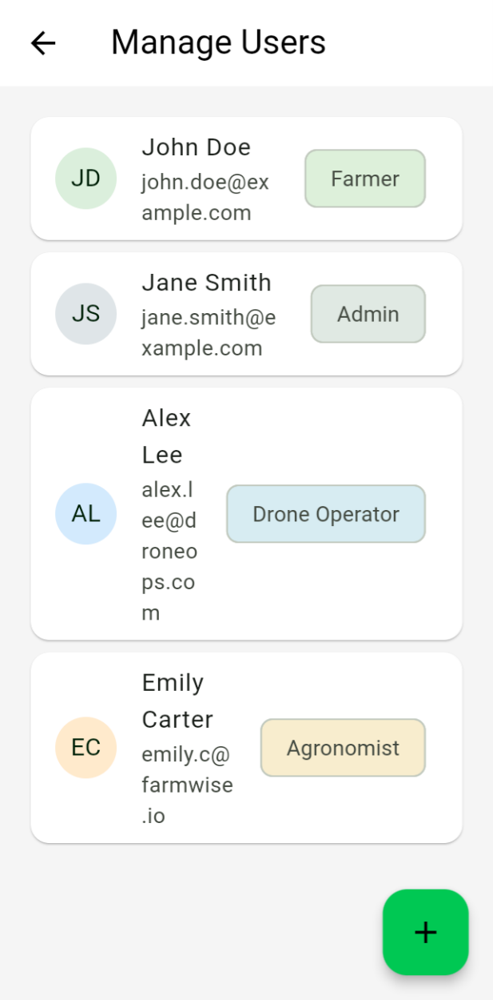 Manage Users
JD
John Doe
john.doe@ex
ample.com
Farmer
JS
Jane Smith
jane.smith@e
xample.com
Admin
AL
Alex
Lee
alex.l
ee@d
roneo
ps.co
m
Drone Operator
EC
Emily
Carter
emily.c@
farmwise
.io
Agronomist
+